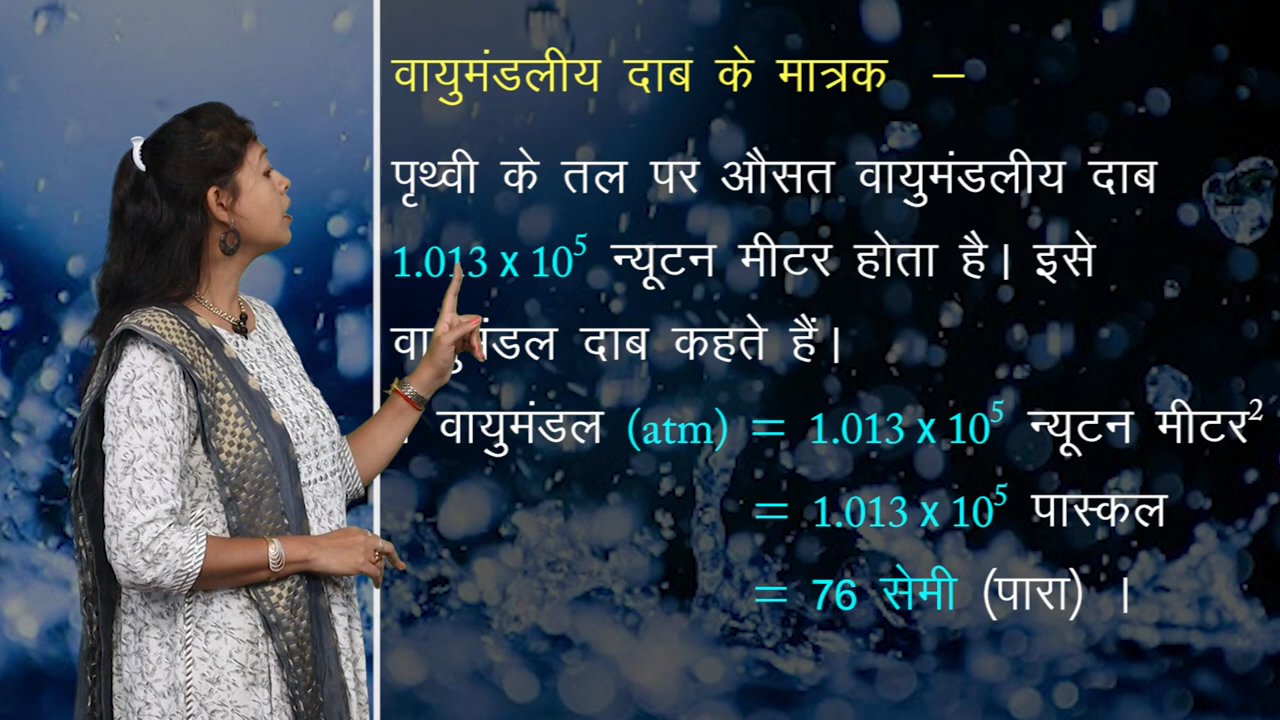 वायुमंडलीय दाब के मात्रक –
पृथ्वी के तल पर औसत वायुमंडलीय दाब
1.013 x 10⁵ न्यूटन मीटर होता है। इसे
दाब कहते हैं।
वायुमंडल (atm) = 1.013 x 10⁵ न्यूटन मीटर²
= 1.013 x 10⁵ पास्कल
= 76 सेमी (पारा) ।